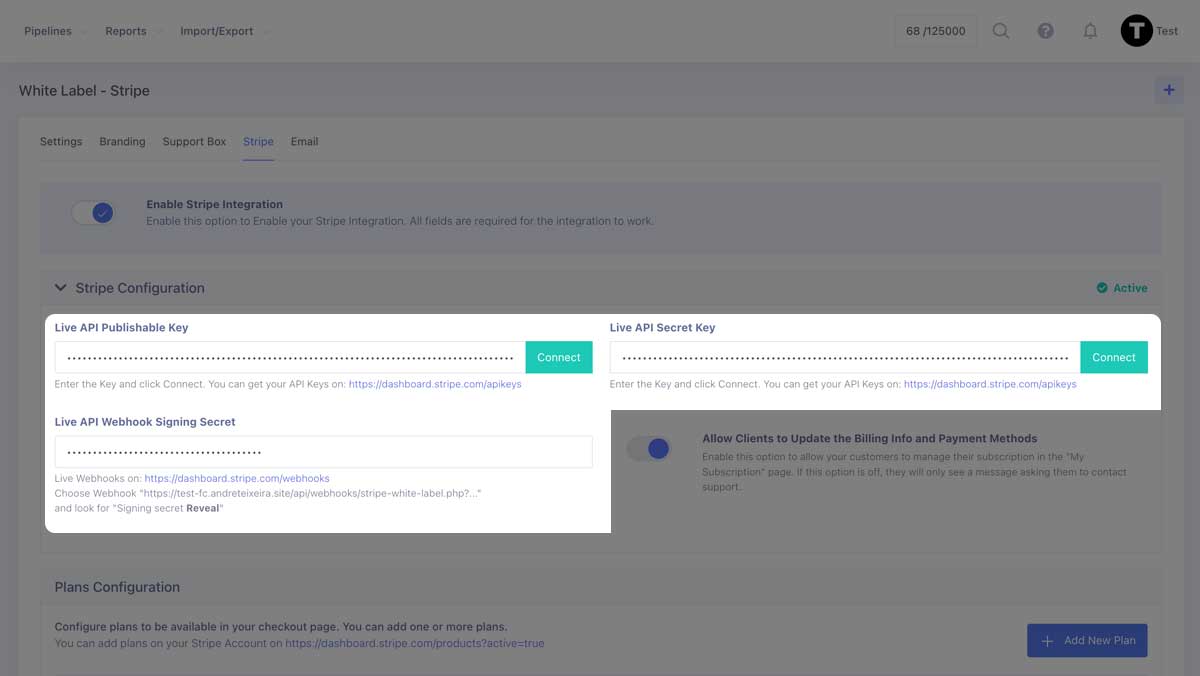 Pipelines Reports Import/Export 68 /125000 ? T Test
White Label - Stripe +
Settings Branding Support Box Stripe Email
Enable Stripe Integration
Enable this option to Enable your Stripe Integration. All fields are required for the integration to work.
Stripe Configuration Active
Live API Publishable Key
Connect
Enter the Key and click Connect. You can get your API Keys on: https://dashboard.stripe.com/apikeys
Live API Secret Key
Connect
Enter the Key and click Connect. You can get your API Keys on: https://dashboard.stripe.com/apikeys
Live API Webhook Signing Secret
Live Webhooks on: https://dashboard.stripe.com/webhooks
Choose Webhook "https://test-fc.andreteixeira.site/api/webhooks/stripe-white-label.php?..."
and look for "Signing secret Reveal"
Allow Clients to Update the Billing Info and Payment Methods
Enable this option to allow your customers to manage their subscription in the "My
Subscription" page. If this option is off, they will only see a message asking them to contact
support.
Plans Configuration
Configure plans to be available in your checkout page. You can add one or more plans.
You can add plans on your Stripe Account on https://dashboard.stripe.com/products?active=true
+ Add New Plan